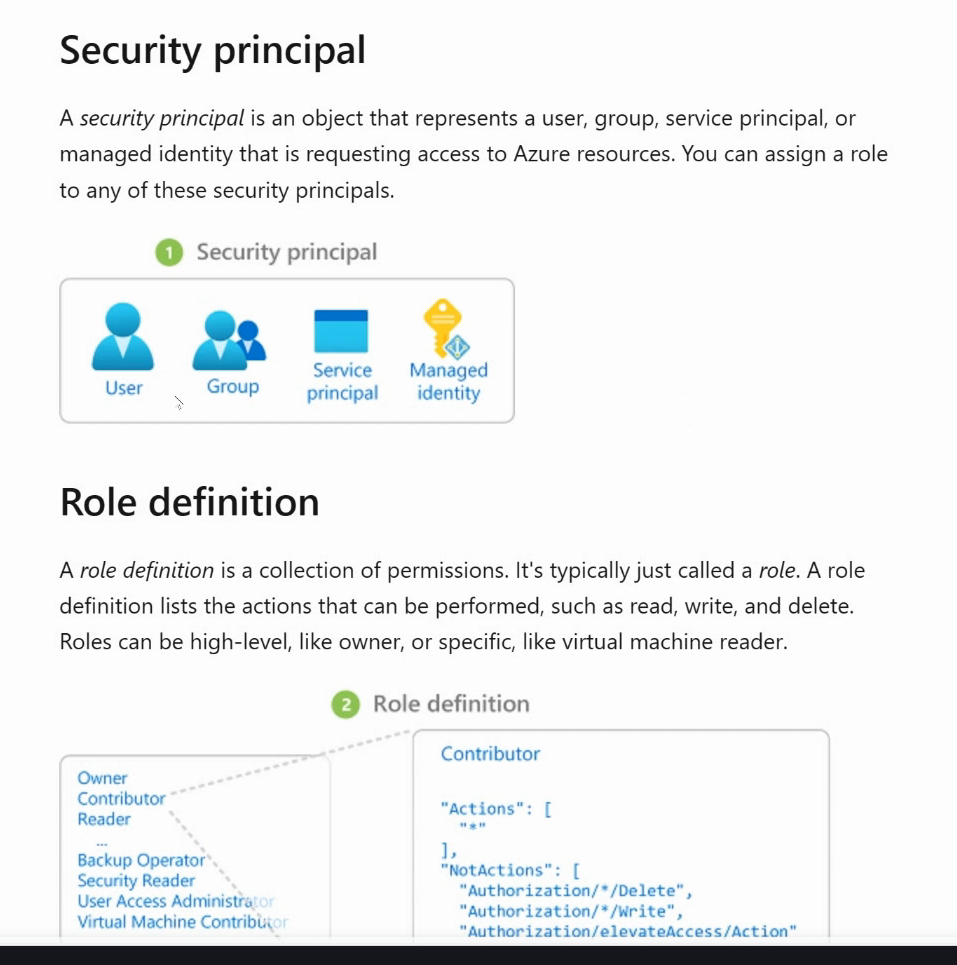 Security principal
A security principal is an object that represents a user, group, service principal, or
managed identity that is requesting access to Azure resources. You can assign a role
to any of these security principals.
1 Security principal
User
Group
Service
principal
Managed
identity
Role definition
A role definition is a collection of permissions. It's typically just called a role. A role
definition lists the actions that can be performed, such as read, write, and delete.
Roles can be high-level, like owner, or specific, like virtual machine reader.
2 Role definition
Owner
Contributor
Reader
...
Backup Operator
Security Reader
User Access Administrator
Virtual Machine Contributor
Contributor
"Actions": [
"*"
],
"NotActions": [
"Authorization/*/Delete",
"Authorization/*/Write",
"Authorization/elevateAccess/Action"